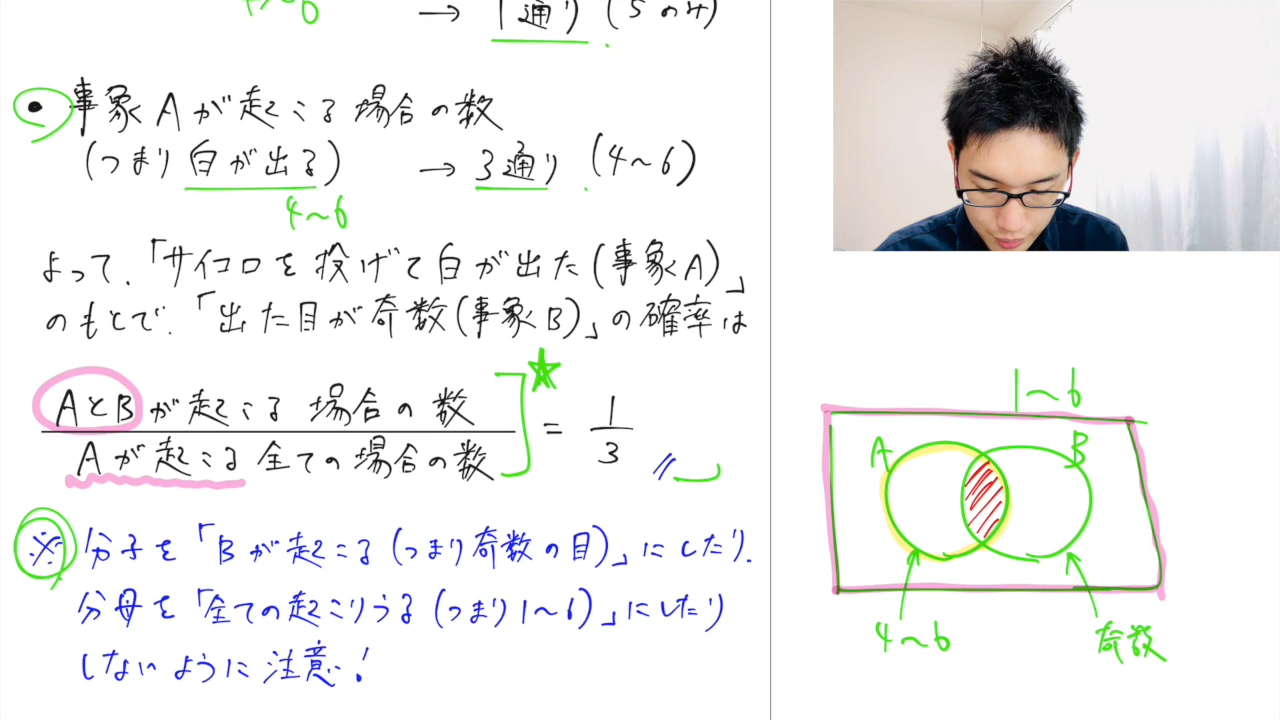 4~6
→ 1通り (5のみ)
• 事象Aが起こる場合の数
(つまり白が出る) → 3通り (4~6)
4~6
よって、「サイコロを投げて白が出た(事象A)」
のもとで、「出た目が奇数(事象B)」の確率は
AとBが起こる 場合の数
Aが起こる 全ての場合の数
= 1/3
※ 分子を「Bが起こる(つまり奇数の目)」にしたり、
分母を「全ての起こりうる(つまり1~6)」にしたり
しないように注意!
1~6
A B
4~6
奇数